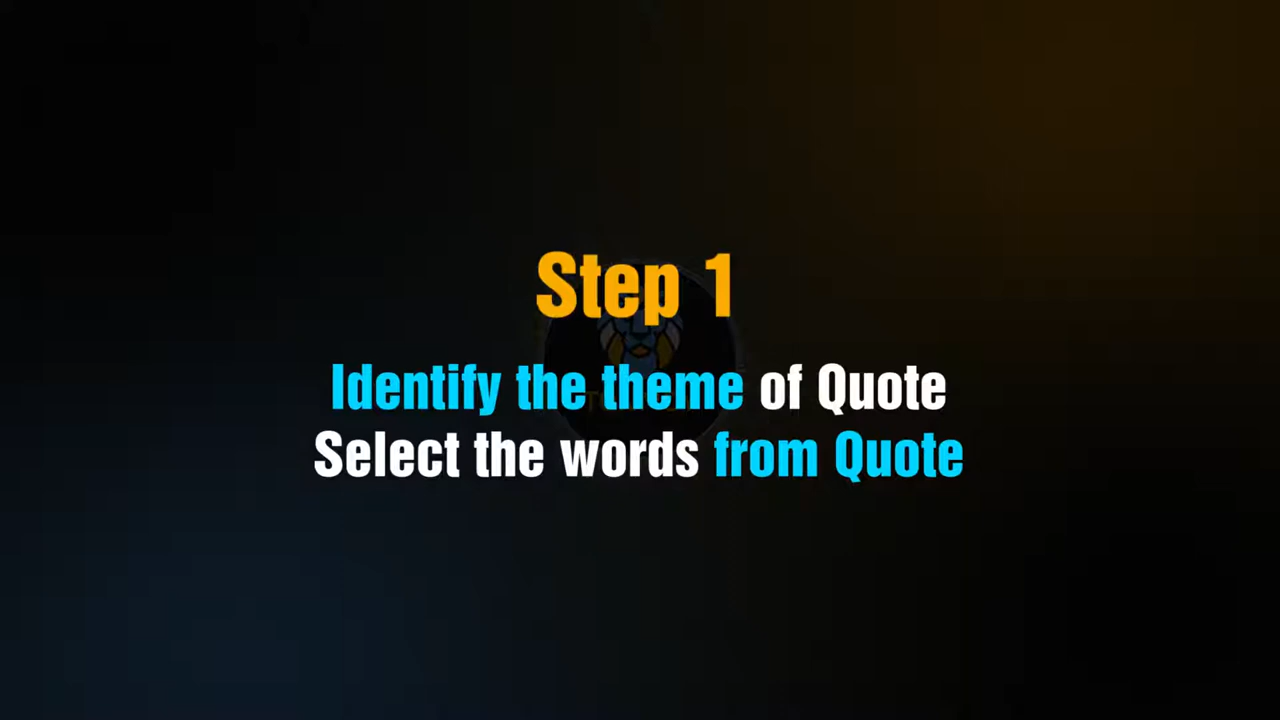 Step 1
Identify the theme of Quote
Select the words from Quote